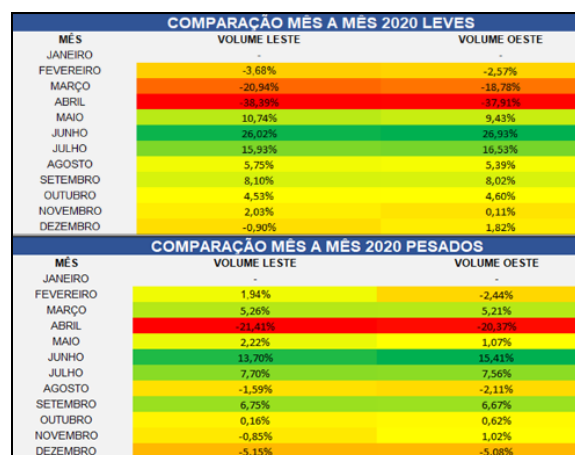 COMPARAÇÃO MÊS A MÊS 2020 LEVES
MÊS VOLUME LESTE VOLUME OESTE
JANEIRO - -
FEVEREIRO -3,68% -2,57%
MARÇO -20,94% -18,78%
ABRIL -38,39% -37,91%
MAIO 10,74% 9,43%
JUNHO 26,02% 26,93%
JULHO 15,93% 16,53%
AGOSTO 5,75% 5,39%
SETEMBRO 8,10% 8,02%
OUTUBRO 4,53% 4,60%
NOVEMBRO 2,03% 0,11%
DEZEMBRO -0,90% 1,82%
COMPARAÇÃO MÊS A MÊS 2020 PESADOS
MÊS VOLUME LESTE VOLUME OESTE
JANEIRO - -
FEVEREIRO 1,94% -2,44%
MARÇO 5,26% 5,21%
ABRIL -21,41% -20,37%
MAIO 2,22% 1,07%
JUNHO 13,70% 15,41%
JULHO 7,70% 7,56%
AGOSTO -1,59% -2,11%
SETEMBRO 6,75% 6,67%
OUTUBRO 0,16% 0,62%
NOVEMBRO -0,85% 1,02%
DEZEMBRO -5,15% -5,08%